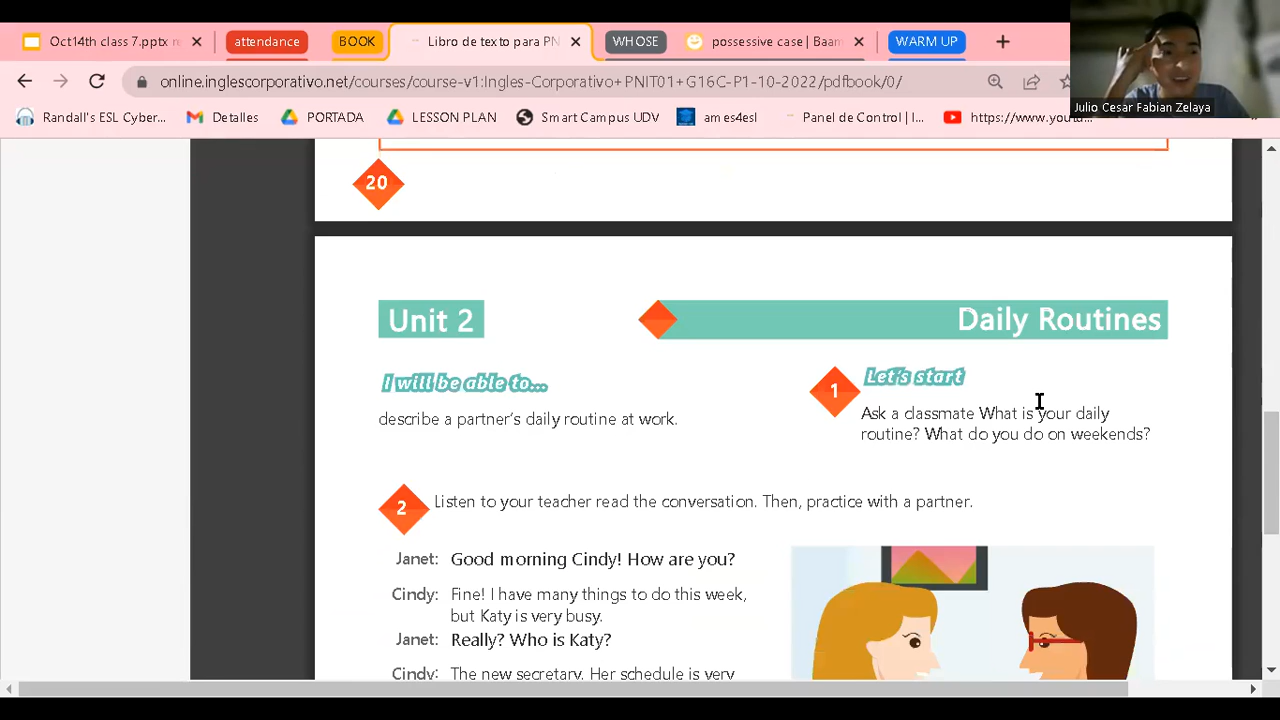 Oct14th class 7.pptx
attendance
BOOK
Libro de texto para PN
WHOSE
possessive case | Baam
WARM UP
online.inglescorporativo.net/courses/course-v1:Ingles-Corporativo+PNIT01+G16C-P1-10-2022/pdfbook/0/
Julio Cesar Fabian Zelaya
Randall's ESL Cyber...
Detalles
PORTADA
LESSON PLAN
Smart Campus UDV
ames4esl
Panel de Control | I...
https://www.youtu...
20
Unit 2
Daily Routines
I will be able to...
describe a partner's daily routine at work.
1
Let's start
Ask a classmate What is your daily
routine? What do you do on weekends?
2
Listen to your teacher read the conversation. Then, practice with a partner.
Janet: Good morning Cindy! How are you?
Cindy: Fine! I have many things to do this week,
but Katy is very busy.
Janet: Really? Who is Katy?
Cindy: The new secretary. Her schedule is very